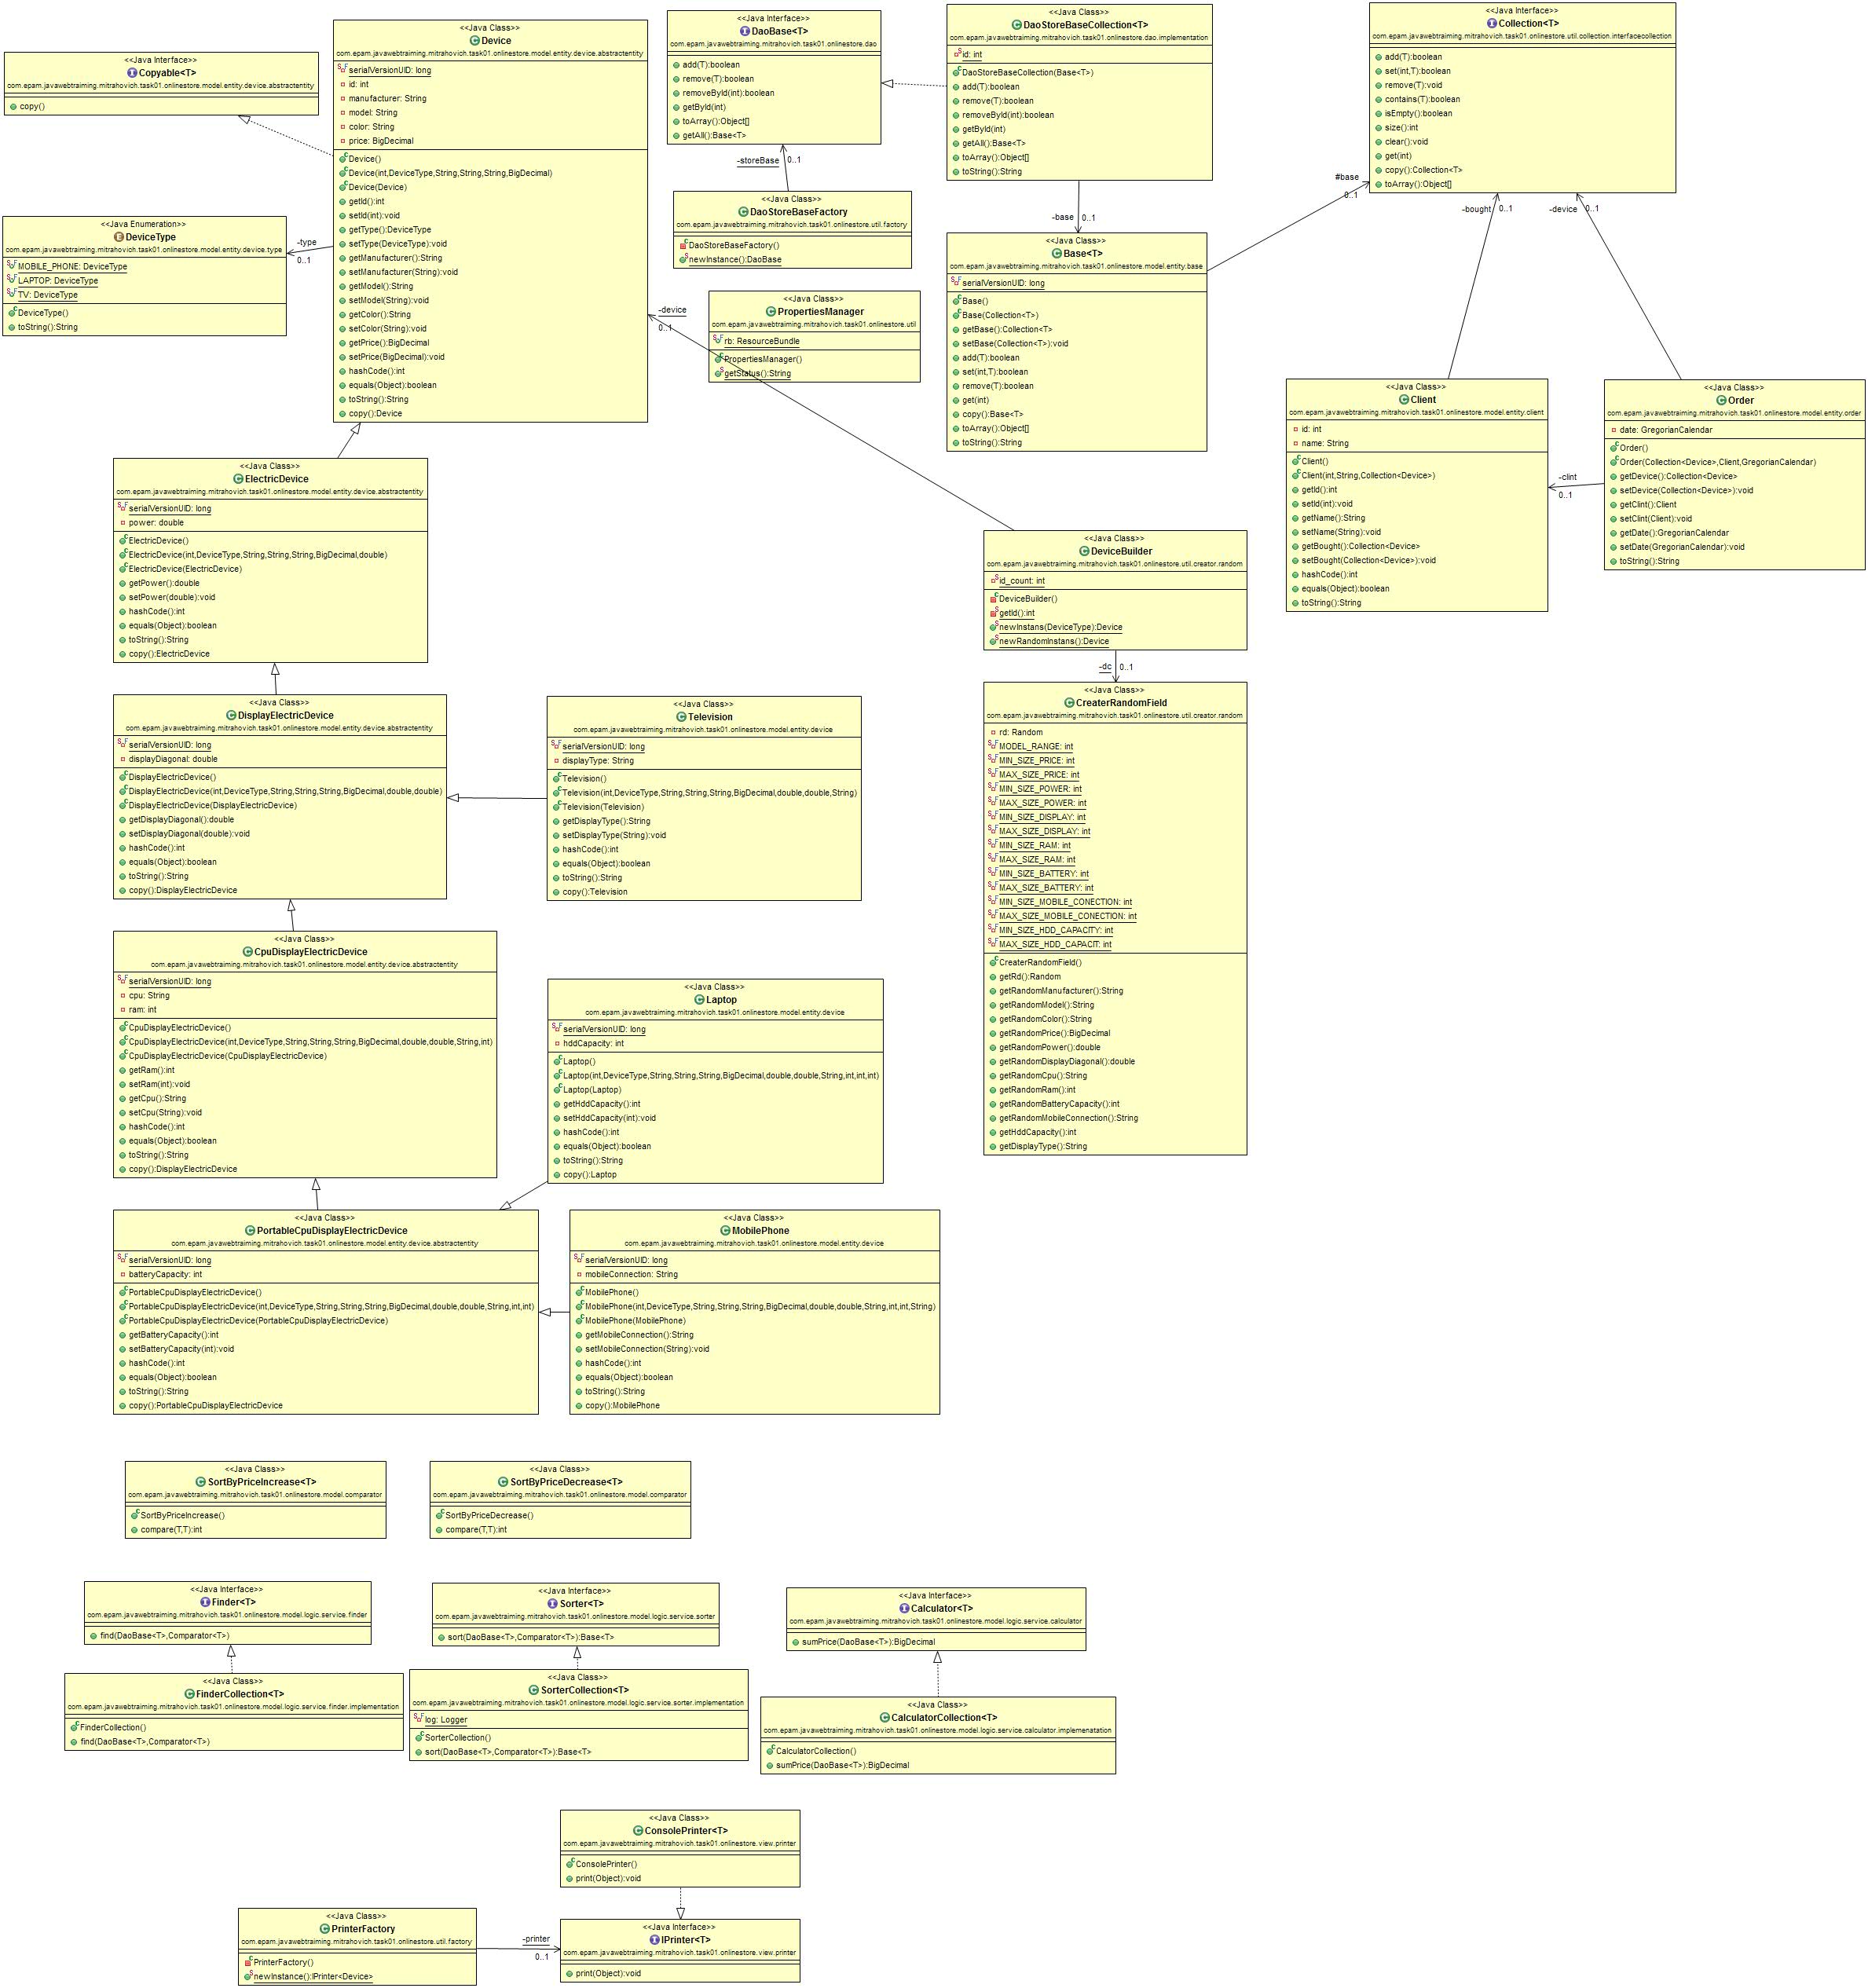 <<Java Interface>>
Copyable<T>
com.epam.javawebtraiming.mitrahovich.task01.onlinestore.model.entity.device.abstractentity
copy()
<<Java Class>>
Device
com.epam.javawebtraiming.mitrahovich.task01.onlinestore.model.entity.device.abstractentity
serialVersionUID: long
id: int
manufacturer: String
model: String
color: String
price: BigDecimal
Device()
Device(int,DeviceType,String,String,String,BigDecimal)
Device(Device)
getId():int
setId(int):void
getType():DeviceType
setType(DeviceType):void
getManufacturer():String
setManufacturer(String):void
getModel():String
setModel(String):void
getColor():String
setColor(String):void
getPrice():BigDecimal
setPrice(BigDecimal):void
hashCode():int
equals(Object):boolean
toString():String
copy():Device
<<Java Interface>>
DaoBase<T>
com.epam.javawebtraiming.mitrahovich.task01.onlinestore.dao
add(T):boolean
remove(T):boolean
removeById(int):boolean
getById(int)
toArray():Object[]
getAll():Base<T>
<<Java Class>>
DaoStoreBaseCollection<T>
com.epam.javawebtraiming.mitrahovich.task01.onlinestore.dao.implementation
id: int
DaoStoreBaseCollection(Base<T>)
add(T):boolean
remove(T):boolean
removeById(int):boolean
getById(int)
getAll():Base<T>
toArray():Object[]
toString():String
<<Java Interface>>
Collection<T>
com.epam.javawebtraiming.mitrahovich.task01.onlinestore.util.collection.interfacecollection
add(T):boolean
set(int,T):boolean
remove(T):void
contains(T):boolean
isEmpty():boolean
size():int
clear():void
get(int)
copy():Collection<T>
toArray():Object[]
-storeBase
0..1
-base
0..1
#base
0..1
-bought
0..1
-device
0..1
<<Java Enumeration>>
DeviceType
com.epam.javawebtraiming.mitrahovich.task01.onlinestore.model.entity.device.type
MOBILE_PHONE: DeviceType
LAPTOP: DeviceType
TV: DeviceType
DeviceType()
toString():String
-type
0..1
<<Java Class>>
DaoStoreBaseFactory
com.epam.javawebtraiming.mitrahovich.task01.onlinestore.util.factory
DaoStoreBaseFactory()
newInstance():DaoBase
<<Java Class>>
Base<T>
com.epam.javawebtraiming.mitrahovich.task01.onlinestore.model.entity.base
serialVersionUID: long
Base()
Base(Collection<T>)
getBase():Collection<T>
setBase(Collection<T>):void
add(T):boolean
set(int,T):boolean
remove(T):boolean
get(int)
copy():Base<T>
toArray():Object[]
toString():String
<<Java Class>>
PropertiesManager
com.epam.javawebtraiming.mitrahovich.task01.onlinestore.util
rb: ResourceBundle
PropertiesManager()
getStatus():String
-device
0..1
<<Java Class>>
Client
com.epam.javawebtraiming.mitrahovich.task01.onlinestore.model.entity.client
id: int
name: String
Client()
Client(int,String,Collection<Device>)
getId():int
setId(int):void
getName():String
setName(String):void
getBought():Collection<Device>
setBought(Collection<Device>):void
hashCode():int
equals(Object):boolean
toString():String
-clint
0..1
<<Java Class>>
Order
com.epam.javawebtraiming.mitrahovich.task01.onlinestore.model.entity.order
date: GregorianCalendar
Order()
Order(Collection<Device>,Client,GregorianCalendar)
getDevice():Collection<Device>
setDevice(Collection<Device>):void
getClint():Client
setClint(Client):void
getDate():GregorianCalendar
setDate(GregorianCalendar):void
toString():String
<<Java Class>>
ElectricDevice
com.epam.javawebtraiming.mitrahovich.task01.onlinestore.model.entity.device.abstractentity
serialVersionUID: long
power: double
ElectricDevice()
ElectricDevice(int,DeviceType,String,String,String,BigDecimal,double)
ElectricDevice(ElectricDevice)
getPower():double
setPower(double):void
hashCode():int
equals(Object):boolean
toString():String
copy():ElectricDevice
<<Java Class>>
DeviceBuilder
com.epam.javawebtraiming.mitrahovich.task01.onlinestore.util.creator.random
id_count: int
DeviceBuilder()
getId():int
newInstans(DeviceType):Device
newRandomInstans():Device
-dc
0..1
<<Java Class>>
DisplayElectricDevice
com.epam.javawebtraiming.mitrahovich.task01.onlinestore.model.entity.device.abstractentity
serialVersionUID: long
displayDiagonal: double
DisplayElectricDevice()
DisplayElectricDevice(int,DeviceType,String,String,String,BigDecimal,double,double)
DisplayElectricDevice(DisplayElectricDevice)
getDisplayDiagonal():double
setDisplayDiagonal(double):void
hashCode():int
equals(Object):boolean
toString():String
copy():DisplayElectricDevice
<<Java Class>>
Television
com.epam.javawebtraiming.mitrahovich.task01.onlinestore.model.entity.device
serialVersionUID: long
displayType: String
Television()
Television(int,DeviceType,String,String,String,BigDecimal,double,double,String)
Television(Television)
getDisplayType():String
setDisplayType(String):void
hashCode():int
equals(Object):boolean
toString():String
copy():Television
<<Java Class>>
CreaterRandomField
com.epam.javawebtraiming.mitrahovich.task01.onlinestore.util.creator.random
rd: Random
MODEL_RANGE: int
MIN_SIZE_PRICE: int
MAX_SIZE_PRICE: int
MIN_SIZE_POWER: int
MAX_SIZE_POWER: int
MIN_SIZE_DISPLAY: int
MAX_SIZE_DISPLAY: int
MIN_SIZE_RAM: int
MAX_SIZE_RAM: int
MIN_SIZE_BATTERY: int
MAX_SIZE_BATTERY: int
MIN_SIZE_MOBILE_CONECTION: int
MAX_SIZE_MOBILE_CONECTION: int
MIN_SIZE_HDD_CAPACITY: int
MAX_SIZE_HDD_CAPACIT: int
CreaterRandomField()
getRd():Random
getRandomManufacturer():String
getRandomModel():String
getRandomColor():String
getRandomPrice():BigDecimal
getRandomPower():double
getRandomDisplayDiagonal():double
getRandomCpu():String
getRandomRam():int
getRandomBatteryCapacity():int
getRandomMobileConnection():String
getHddCapacity():int
getDisplayType():String
<<Java Class>>
CpuDisplayElectricDevice
com.epam.javawebtraiming.mitrahovich.task01.onlinestore.model.entity.device.abstractentity
serialVersionUID: long
cpu: String
ram: int
CpuDisplayElectricDevice()
CpuDisplayElectricDevice(int,DeviceType,String,String,String,BigDecimal,double,double,String,int)
CpuDisplayElectricDevice(CpuDisplayElectricDevice)
getRam():int
setRam(int):void
getCpu():String
setCpu(String):void
hashCode():int
equals(Object):boolean
toString():String
copy():DisplayElectricDevice
<<Java Class>>
Laptop
com.epam.javawebtraiming.mitrahovich.task01.onlinestore.model.entity.device
serialVersionUID: long
hddCapacity: int
Laptop()
Laptop(int,DeviceType,String,String,String,BigDecimal,double,double,String,int,int,int)
Laptop(Laptop)
getHddCapacity():int
setHddCapacity(int):void
hashCode():int
equals(Object):boolean
toString():String
copy():Laptop
<<Java Class>>
PortableCpuDisplayElectricDevice
com.epam.javawebtraiming.mitrahovich.task01.onlinestore.model.entity.device.abstractentity
serialVersionUID: long
batteryCapacity: int
PortableCpuDisplayElectricDevice()
PortableCpuDisplayElectricDevice(int,DeviceType,String,String,String,BigDecimal,double,double,String,int,int)
PortableCpuDisplayElectricDevice(PortableCpuDisplayElectricDevice)
getBatteryCapacity():int
setBatteryCapacity(int):void
hashCode():int
equals(Object):boolean
toString():String
copy():PortableCpuDisplayElectricDevice
<<Java Class>>
MobilePhone
com.epam.javawebtraiming.mitrahovich.task01.onlinestore.model.entity.device
serialVersionUID: long
mobileConnection: String
MobilePhone()
MobilePhone(int,DeviceType,String,String,String,BigDecimal,double,double,String,int,int,String)
MobilePhone(MobilePhone)
getMobileConnection():String
setMobileConnection(String):void
hashCode():int
equals(Object):boolean
toString():String
copy():MobilePhone
<<Java Class>>
SortByPriceIncrease<T>
com.epam.javawebtraiming.mitrahovich.task01.onlinestore.model.comparator
SortByPriceIncrease()
compare(T,T):int
<<Java Class>>
SortByPriceDecrease<T>
com.epam.javawebtraiming.mitrahovich.task01.onlinestore.model.comparator
SortByPriceDecrease()
compare(T,T):int
<<Java Interface>>
Finder<T>
com.epam.javawebtraiming.mitrahovich.task01.onlinestore.model.logic.service.finder
find(DaoBase<T>,Comparator<T>)
<<Java Interface>>
Sorter<T>
com.epam.javawebtraiming.mitrahovich.task01.onlinestore.model.logic.service.sorter
sort(DaoBase<T>,Comparator<T>):Base<T>
<<Java Interface>>
Calculator<T>
com.epam.javawebtraiming.mitrahovich.task01.onlinestore.model.logic.service.calculator
sumPrice(DaoBase<T>):BigDecimal
<<Java Class>>
FinderCollection<T>
com.epam.javawebtraiming.mitrahovich.task01.onlinestore.model.logic.service.finder.implementation
FinderCollection()
find(DaoBase<T>,Comparator<T>)
<<Java Class>>
SorterCollection<T>
com.epam.javawebtraiming.mitrahovich.task01.onlinestore.model.logic.service.sorter.implementation
log: Logger
SorterCollection()
sort(DaoBase<T>,Comparator<T>):Base<T>
<<Java Class>>
CalculatorCollection<T>
com.epam.javawebtraiming.mitrahovich.task01.onlinestore.model.logic.service.calculator.implemenatation
CalculatorCollection()
sumPrice(DaoBase<T>):BigDecimal
<<Java Class>>
ConsolePrinter<T>
com.epam.javawebtraiming.mitrahovich.task01.onlinestore.view.printer
ConsolePrinter()
print(Object):void
<<Java Class>>
PrinterFactory
com.epam.javawebtraiming.mitrahovich.task01.onlinestore.util.factory
PrinterFactory()
newInstance():IPrinter<Device>
-printer
0..1
<<Java Interface>>
IPrinter<T>
com.epam.javawebtraiming.mitrahovich.task01.onlinestore.view.printer
print(Object):void